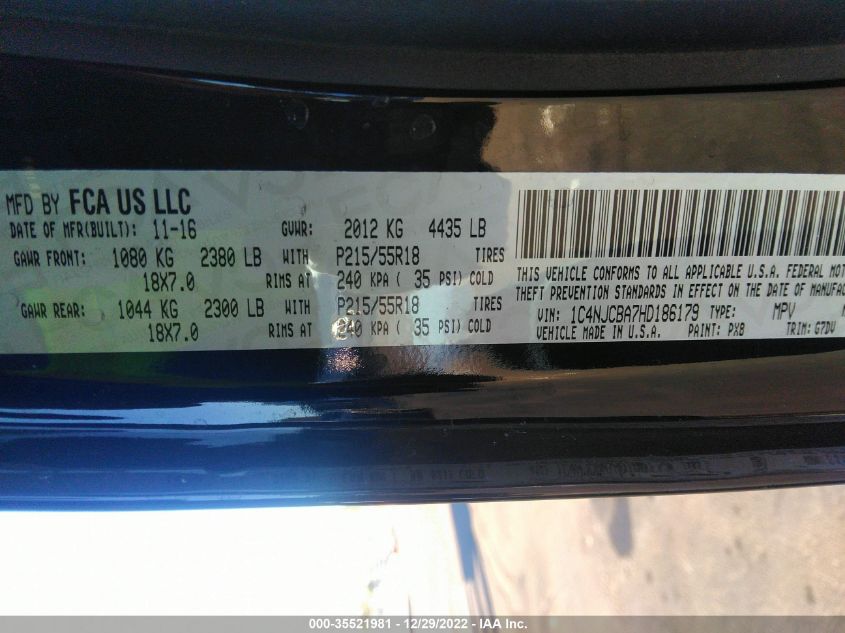 MFD BY FCA US LLC
DATE OF MFR(BUILT): 11-16 GVWR: 2012 KG 4435 LB
GAWR FRONT: 1080 KG 2380 LB WITH P215/55R18 TIRES
18X7.0 RIMS AT 240 KPA ( 35 PSI) COLD
GAWR REAR: 1044 KG 2300 LB WITH P215/55R18 TIRES
18X7.0 RIMS AT 240 KPA ( 35 PSI) COLD
THIS VEHICLE CONFORMS TO ALL APPLICABLE U.S.A. FEDERAL MOT
THEFT PREVENTION STANDARDS IN EFFECT ON THE DATE OF MANUFAC
VIN: 1C4NJCBA7HD186179 TYPE: MPV
VEHICLE MADE IN U.S.A. PAINT: PX8 TRIM: G7DV
000-35521981 - 12/29/2022 - IAA Inc.